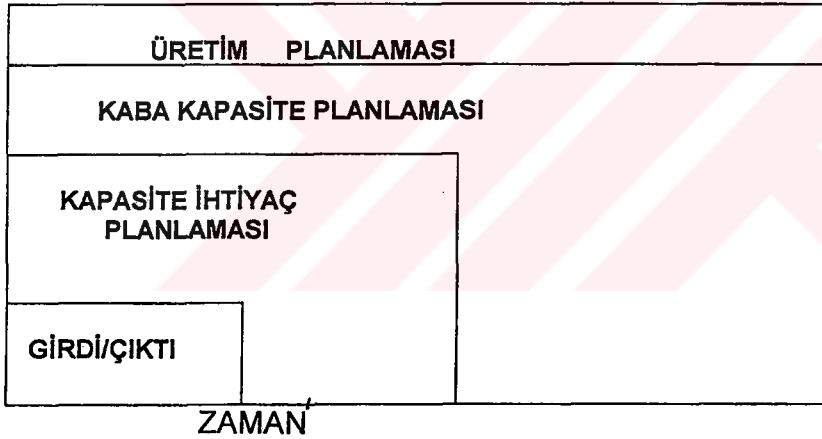 ÜRETİM PLANLAMASI
KABA KAPASİTE PLANLAMASI
KAPASİTE İHTİYAÇ
PLANLAMASI
GİRDİ/ÇIKTI
ZAMAN